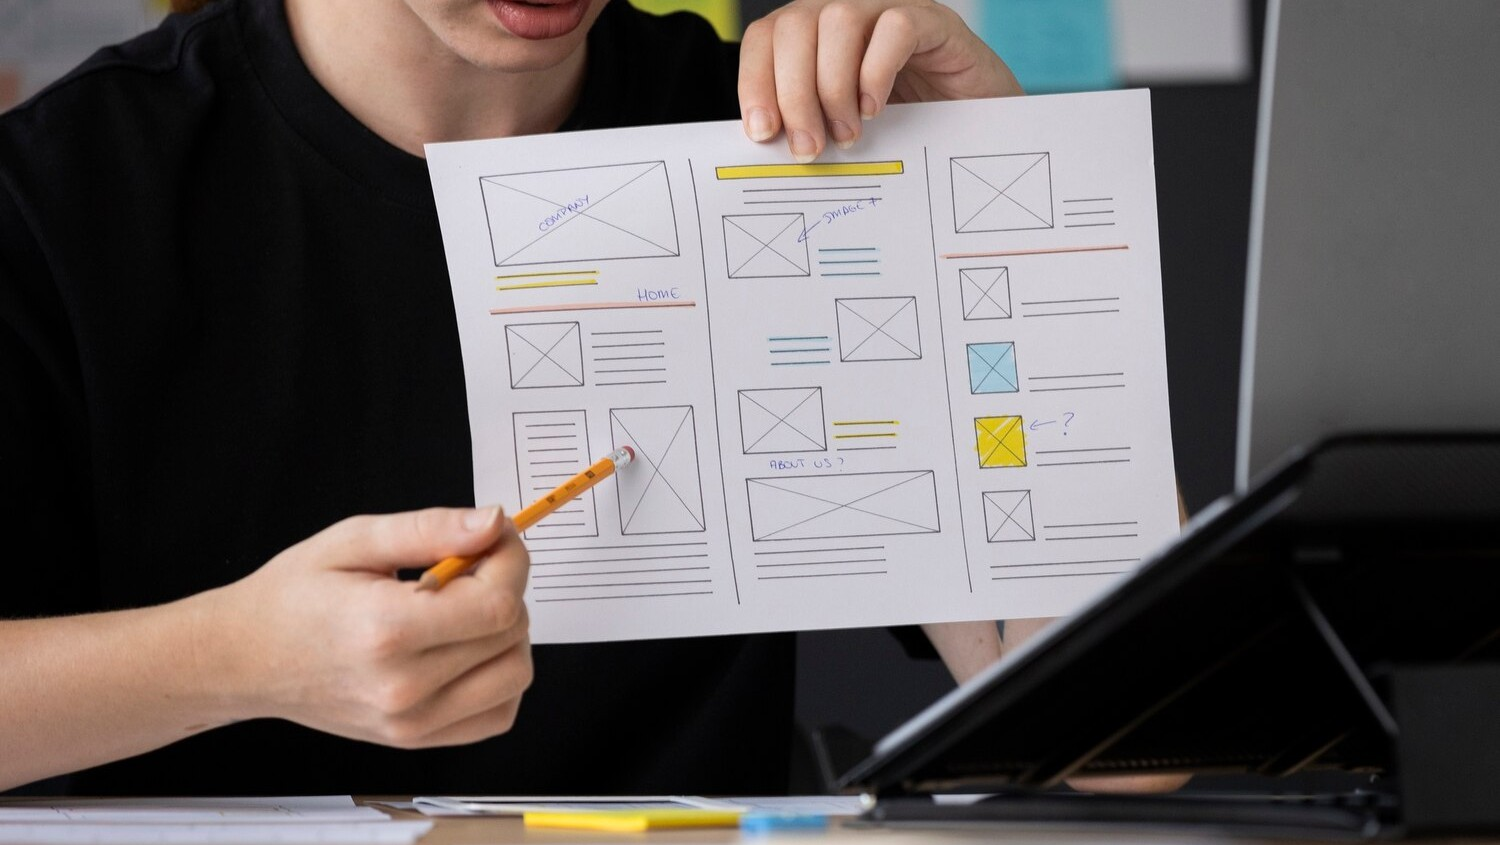 COMPANY
HOME
IMAGE +
ABOUT US?
?